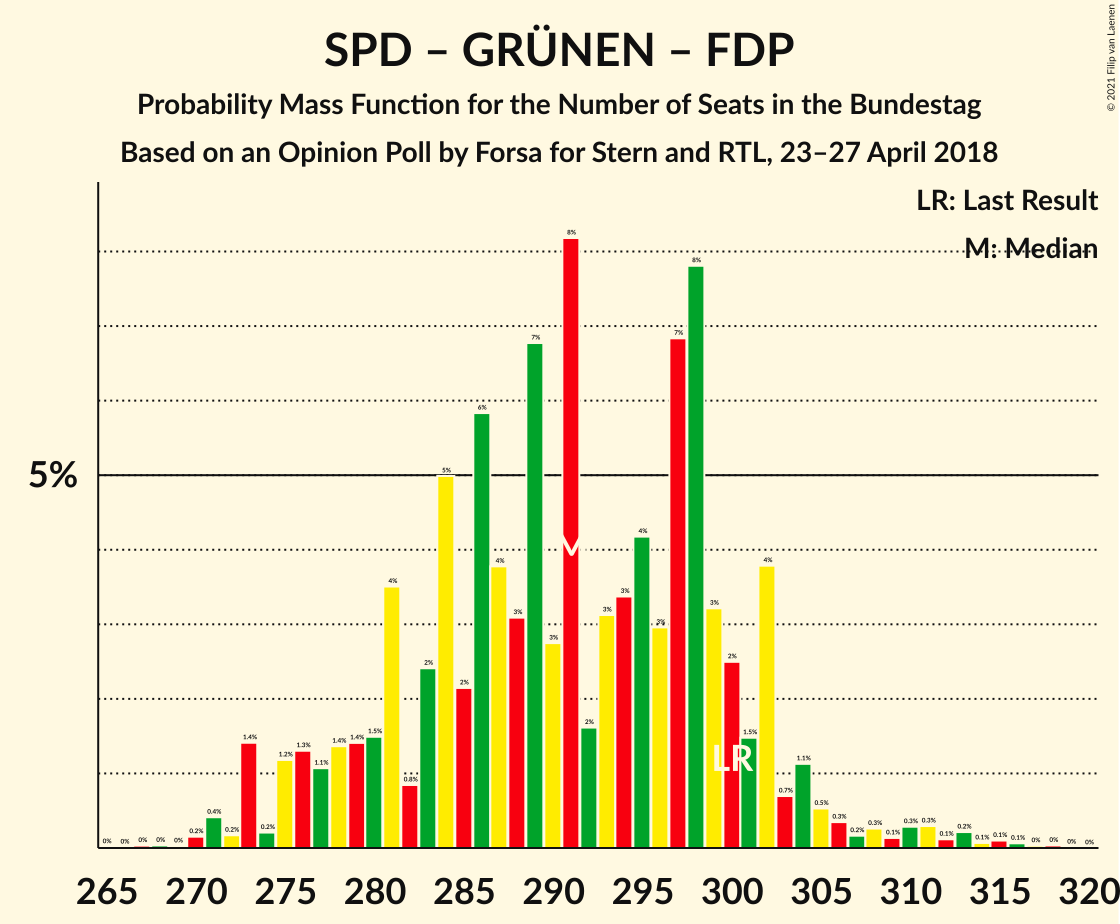 SPD – GRÜNEN – FDP
Probability Mass Function for the Number of Seats in the Bundestag
Based on an Opinion Poll by Forsa for Stern and RTL, 23–27 April 2018
© 2021 Filip van Laenen
LR: Last Result
M: Median
5%
0% 0% 0% 0% 0% 0.2% 0.4% 0.2% 1.4% 0.2% 1.2% 1.3% 1.1% 1.4% 1.4% 1.5% 4% 0.8% 2% 5% 2% 6% 4% 3% 7% 3% 8% 2% 3% 3% 4% 3% 7% 8% 3% 2% 1.5% 4% 0.7% 1.1% 0.5% 0.3% 0.2% 0.3% 0.1% 0.3% 0.3% 0.1% 0.2% 0.1% 0.1% 0.1% 0% 0% 0% 0%
M
LR
265 270 275 280 285 290 295 300 305 310 315 320